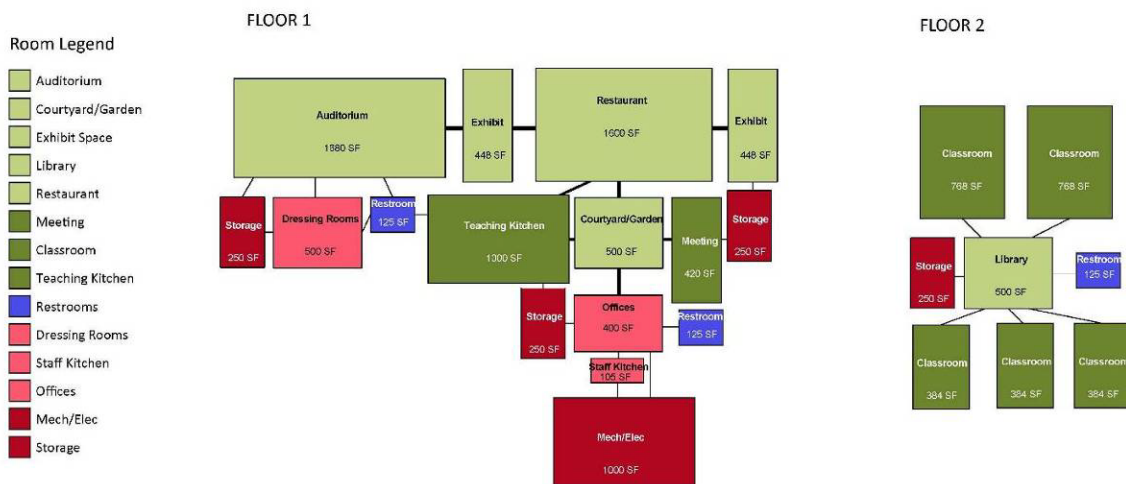 FLOOR 1
FLOOR 2
Room Legend
Auditorium
Courtyard/Garden
Exhibit Space
Library
Restaurant
Meeting
Classroom
Teaching Kitchen
Restrooms
Dressing Rooms
Staff Kitchen
Offices
Mech/Elec
Storage
Auditorium
1880 SF
Exhibit
448 SF
Restaurant
1600 SF
Exhibit
448 SF
Storage
250 SF
Dressing Rooms
500 SF
Restroom
125 SF
Teaching Kitchen
1000 SF
Courtyard/Garden
500 SF
Meeting
420 SF
Storage
250 SF
Storage
250 SF
Offices
400 SF
Restroom
125 SF
Staff Kitchen
105 SF
Mech/Elec
1000 SF
Classroom
768 SF
Classroom
768 SF
Storage
250 SF
Library
500 SF
Restroom
125 SF
Classroom
384 SF
Classroom
384 SF
Classroom
384 SF